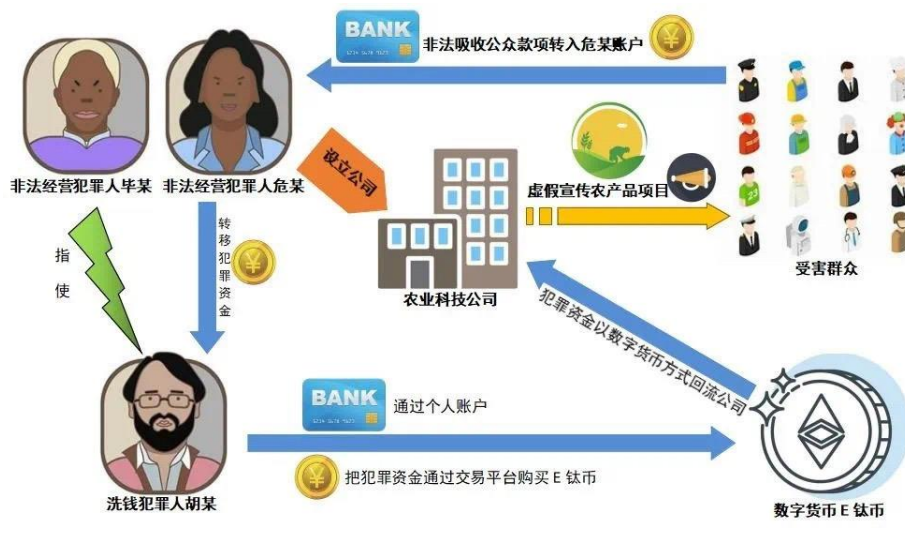 BANK
非法吸收公众款项转入危某账户
非法经营犯罪人毕某
非法经营犯罪人危某
设立公司
虚假宣传农产品项目
受害群众
指使
转移犯罪资金
农业科技公司
犯罪资金以数字货币方式回流公司
BANK
通过个人账户
把犯罪资金通过交易平台购买 E 钛币
洗钱犯罪人胡某
数字货币 E 钛币